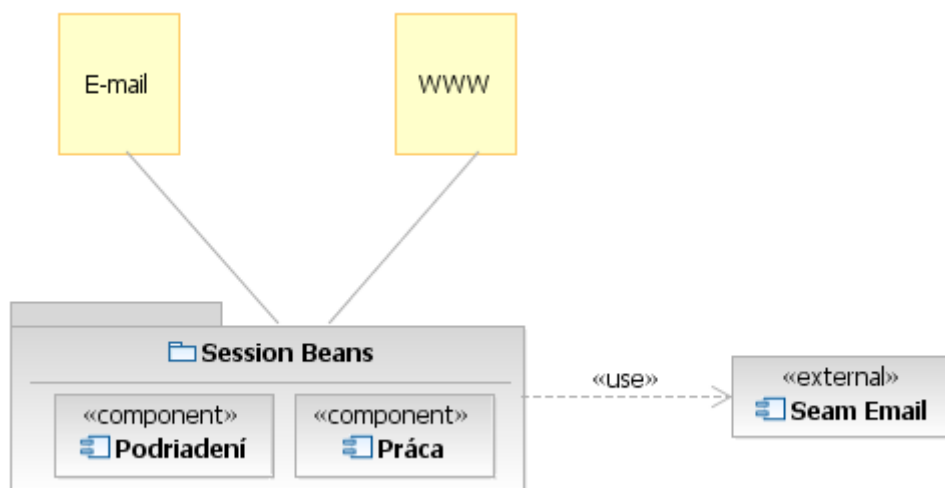 E-mail
WWW
Session Beans
«use»
«external»
Seam Email
«component»
Podriadení
«component»
Práca